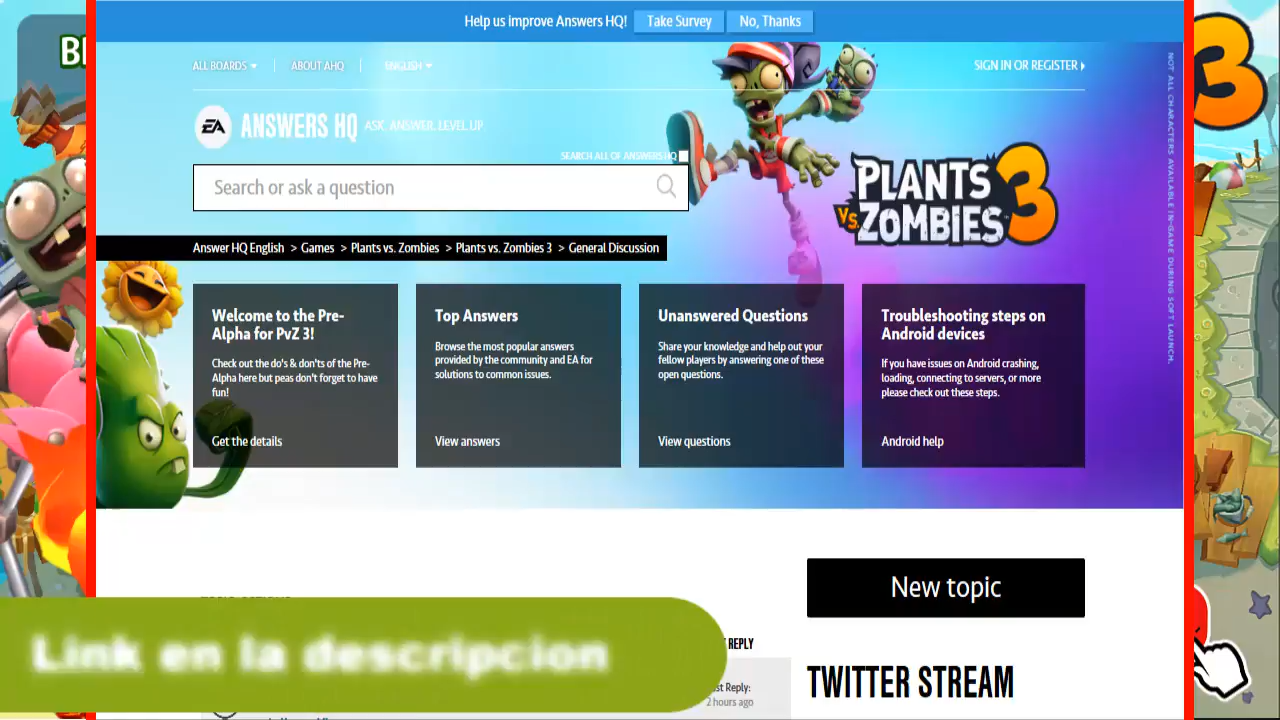 Help us improve Answers HQ! Take Survey No, Thanks
ALL BOARDS ABOUT AHQ ENGLISH SIGN IN OR REGISTER
EA ANSWERS HQ ASK. ANSWER. LEVEL UP
SEARCH ALL OF ANSWERS HQ
Search or ask a question
PLANTS
VS. ZOMBIES 3
3
NOT ALL CHARACTERS AVAILABLE IN-GAME DURING SOFT LAUNCH.
Answer HQ English > Games > Plants vs. Zombies > Plants vs. Zombies 3 > General Discussion
Welcome to the Pre-
Alpha for PvZ 3!
Check out the do's & don'ts of the Pre-
Alpha here but peas don't forget to have
fun!
Get the details
Top Answers
Browse the most popular answers
provided by the community and EA for
solutions to common issues.
View answers
Unanswered Questions
Share your knowledge and help out your
fellow players by answering one of these
open questions.
View questions
Troubleshooting steps on
Android devices
If you have issues on Android crashing,
loading, connecting to servers, or more
please check out these steps.
Android help
New topic
Link en la descripcion
REPLY
st Reply:
2 hours ago
TWITTER STREAM